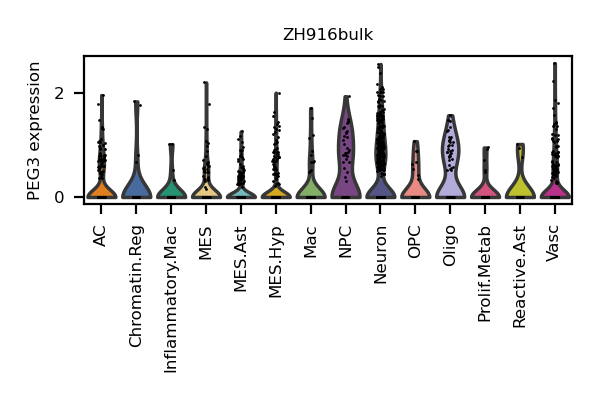 ZH916bulk
PEG3 expression
2
0
AC
Chromatin.Reg
Inflammatory.Mac
MES
MES.Ast
MES.Hyp
Mac
NPC
Neuron
OPC
Oligo
Prolif.Metab
Reactive.Ast
Vasc